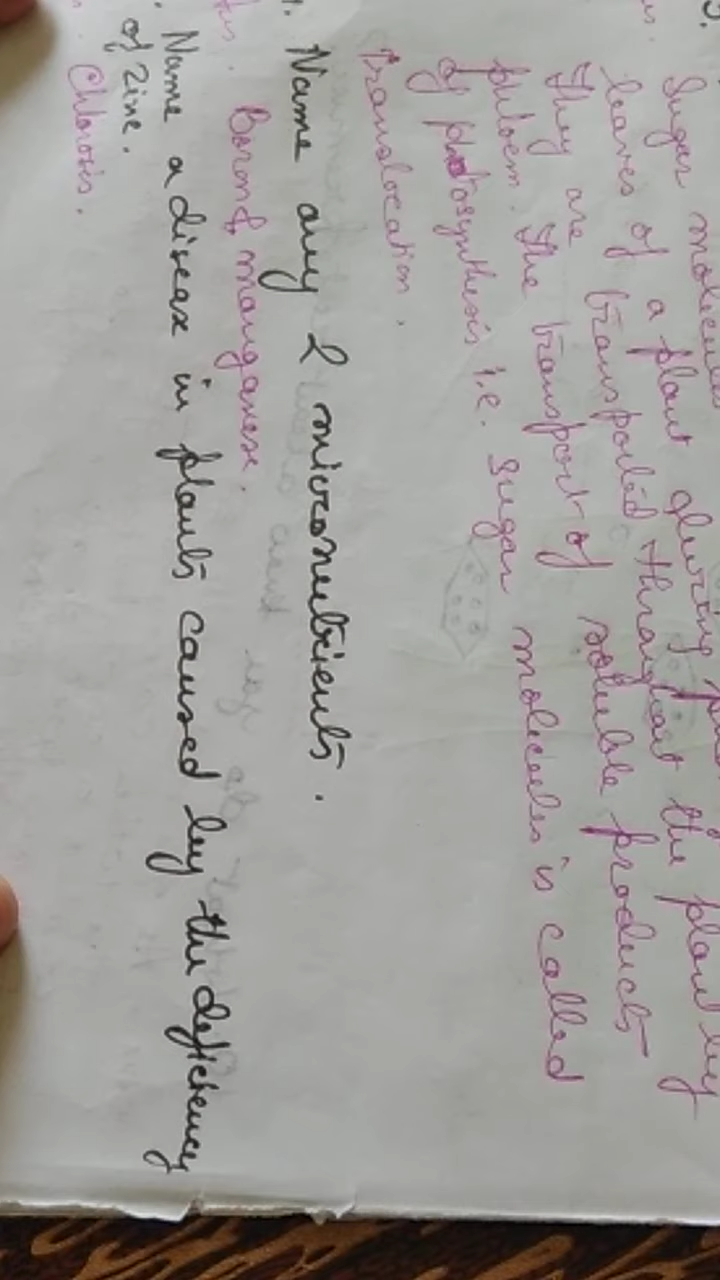 Sugar molecules
leaves of a plant during
They are transported throughout the plant by
phloem. The transport of soluble products
of photosynthesis i.e. sugar molecules is called
translocation.
Name any 2 micronutrients.
Boron & manganese.
Name a disease in plants caused by the deficiency
of zinc.
Chlorosis.